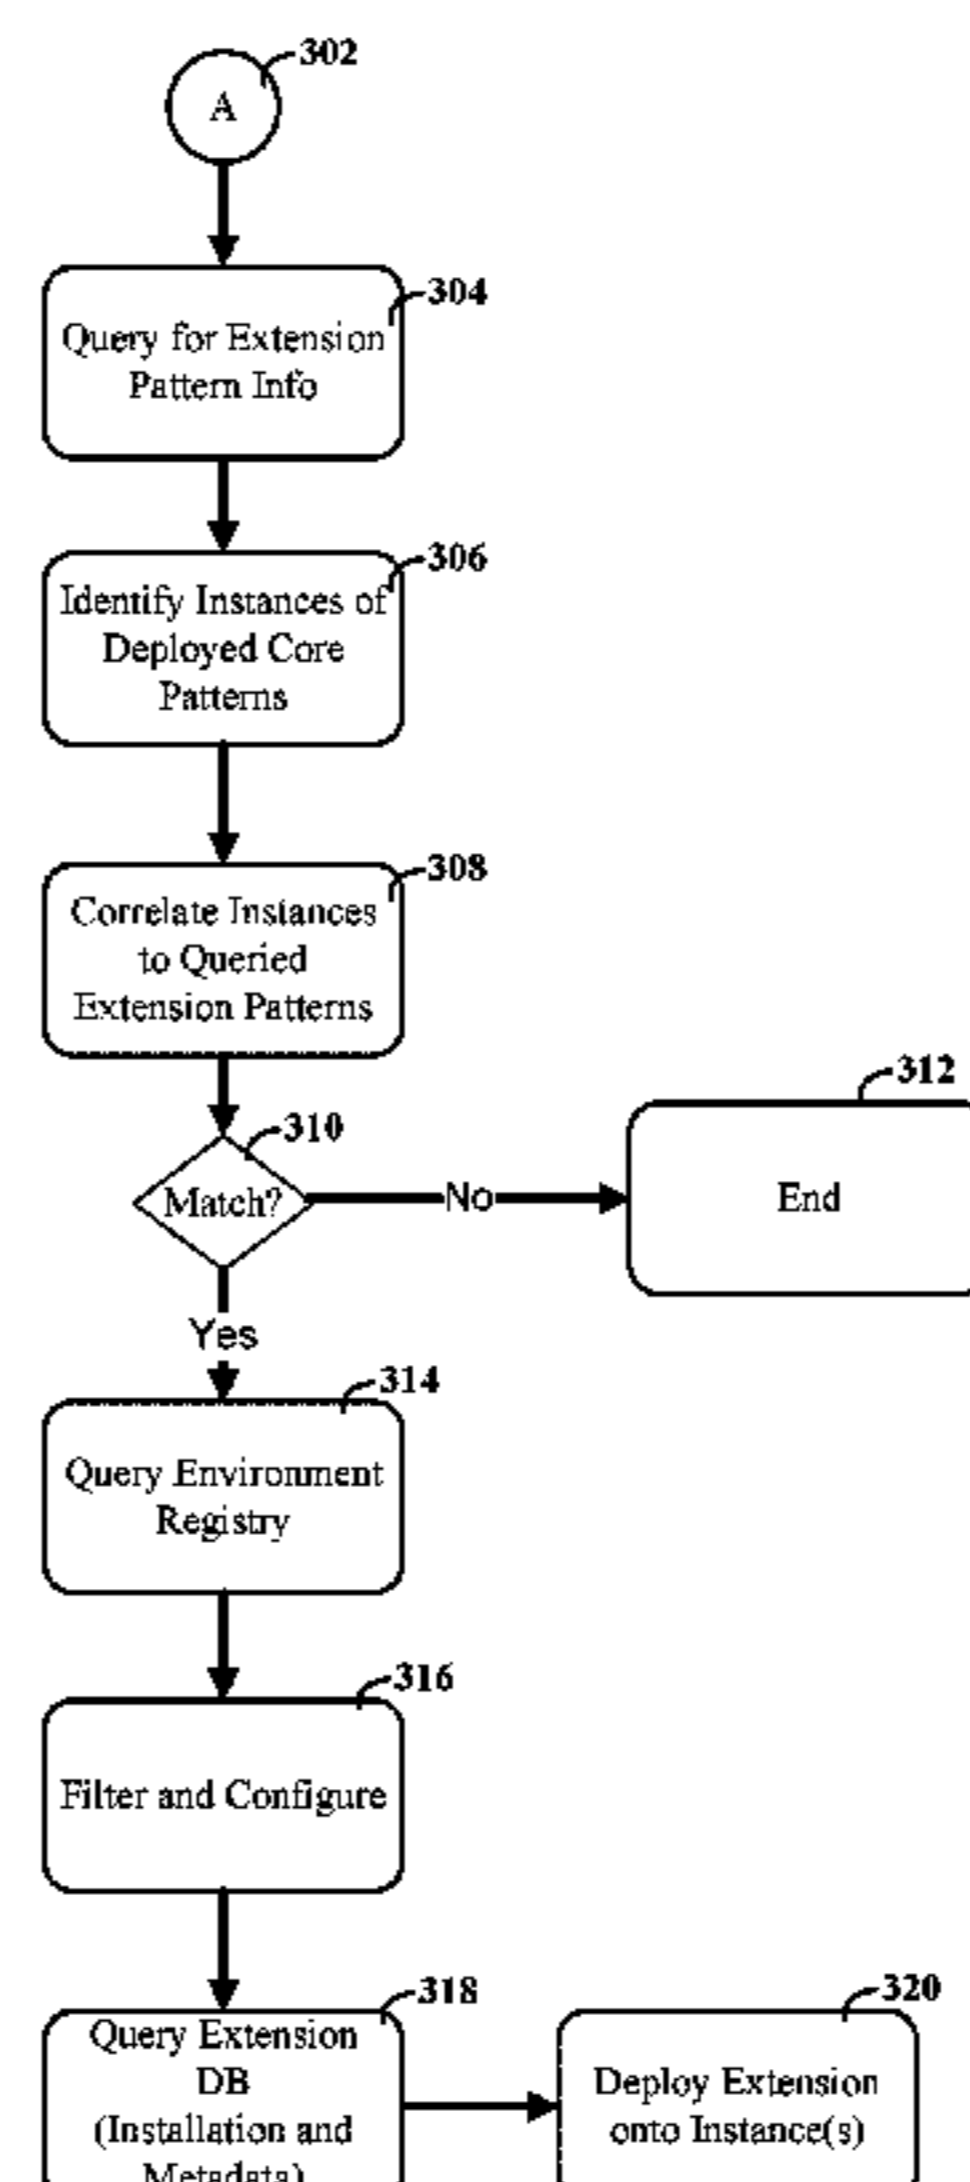 302
A
304
Query for Extension
Pattern Info
306
Identify Instances of
Deployed Core
Patterns
308
Correlate Instances
to Queried
Extension Patterns
312
310
Match?
No
End
Yes
314
Query Environment
Registry
316
Filter and Configure
318
Query Extension
DB
(Installation and
Metadata)
320
Deploy Extension
onto Instance(s)